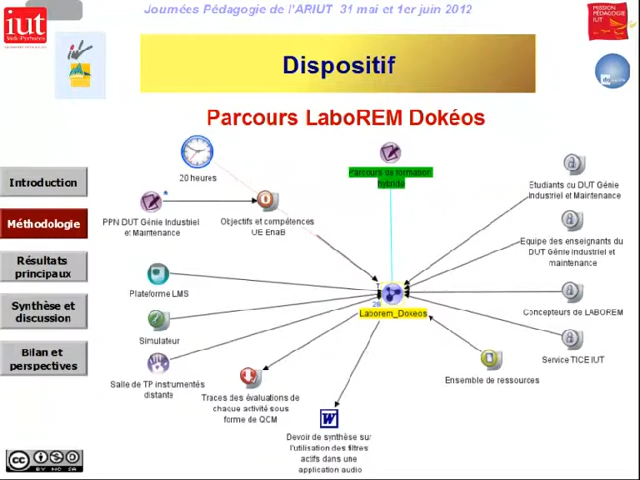 Journées Pédagogie de l'ARIUT 31 mai et 1er juin 2012
iut
MISSION
PÉDAGOGIE
IUT
Dispositif
Parcours LaboREM Dokéos
Introduction
Méthodologie
Résultats
principaux
Synthèse et
discussion
Bilan et
perspectives
20 heures
Parcours de formation
hybride
PPN DUT Génie Industriel
et Maintenance
Objectifs et compétences
UE EnaB
Etudiants du DUT Génie
Industriel et Maintenance
Equipe des enseignants du
DUT Génie industriel et
maintenance
Plateforme LMS
28
Laborem_Dokeos
Concepteurs de LABOREM
Simulateur
Service TICE IUT
Salle de TP instrumentés
distante
Ensemble de ressources
Traces des évaluations de
chaque activité sous
forme de QCM
W
Devoir de synthèse sur
l'utilisation des filtres
actifs dans une
application audio
cc
BY NC SA